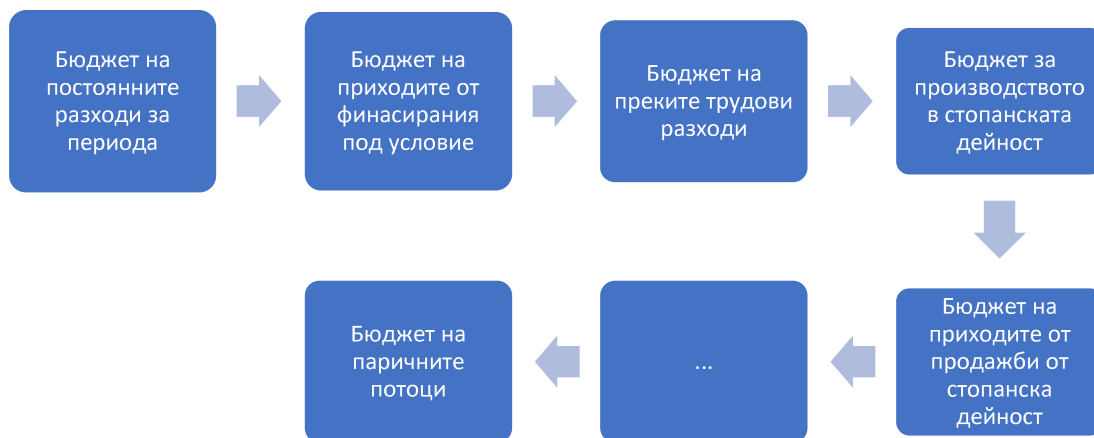 Бюджет на
постоянните
разходи за
периода
Бюджет на
приходите от
финасирания
под условие
Бюджет на
преките трудови
разходи
Бюджет за
производството
в стопанската
дейност
Бюджет на
приходите от
продажби от
стопанска
дейност
...
Бюджет на
паричните
потоци